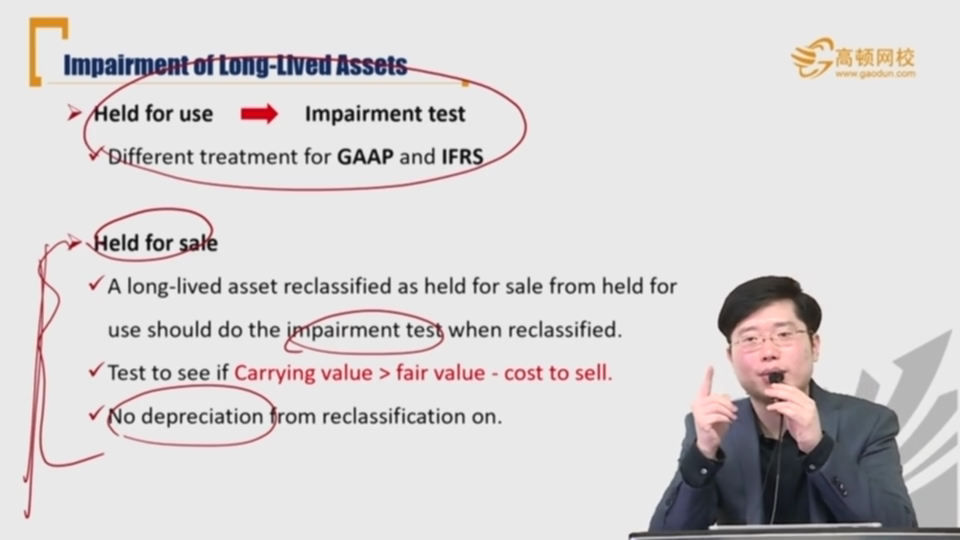 Impairment of Long-Lived Assets
高顿网校
www.gaodun.com
Held for use Impairment test
Different treatment for GAAP and IFRS
Held for sale
A long-lived asset reclassified as held for sale from held for
use should do the impairment test when reclassified.
Test to see if Carrying value > fair value - cost to sell.
No depreciation from reclassification on.